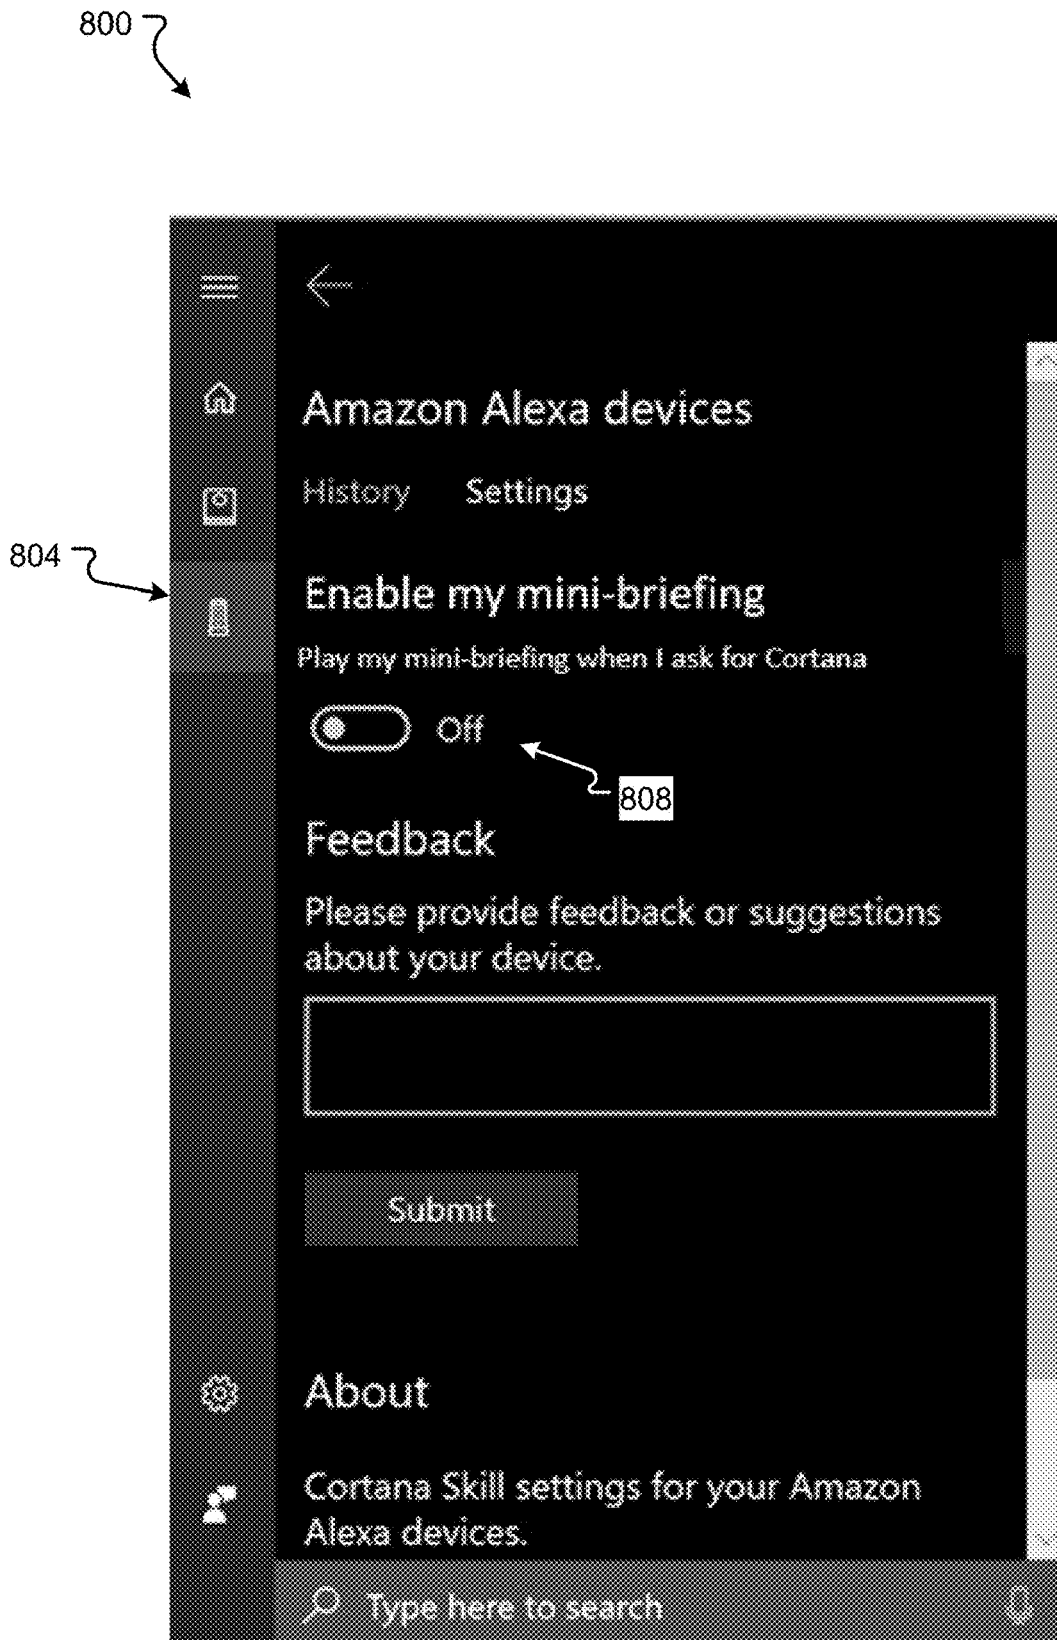 800
Amazon Alexa devices
History Settings
804
Enable my mini-briefing
Play my mini-briefing when I ask for Cortana
Off
808
Feedback
Please provide feedback or suggestions
about your device.
Submit
About
Cortana Skill settings for your Amazon
Alexa devices.
Type here to search